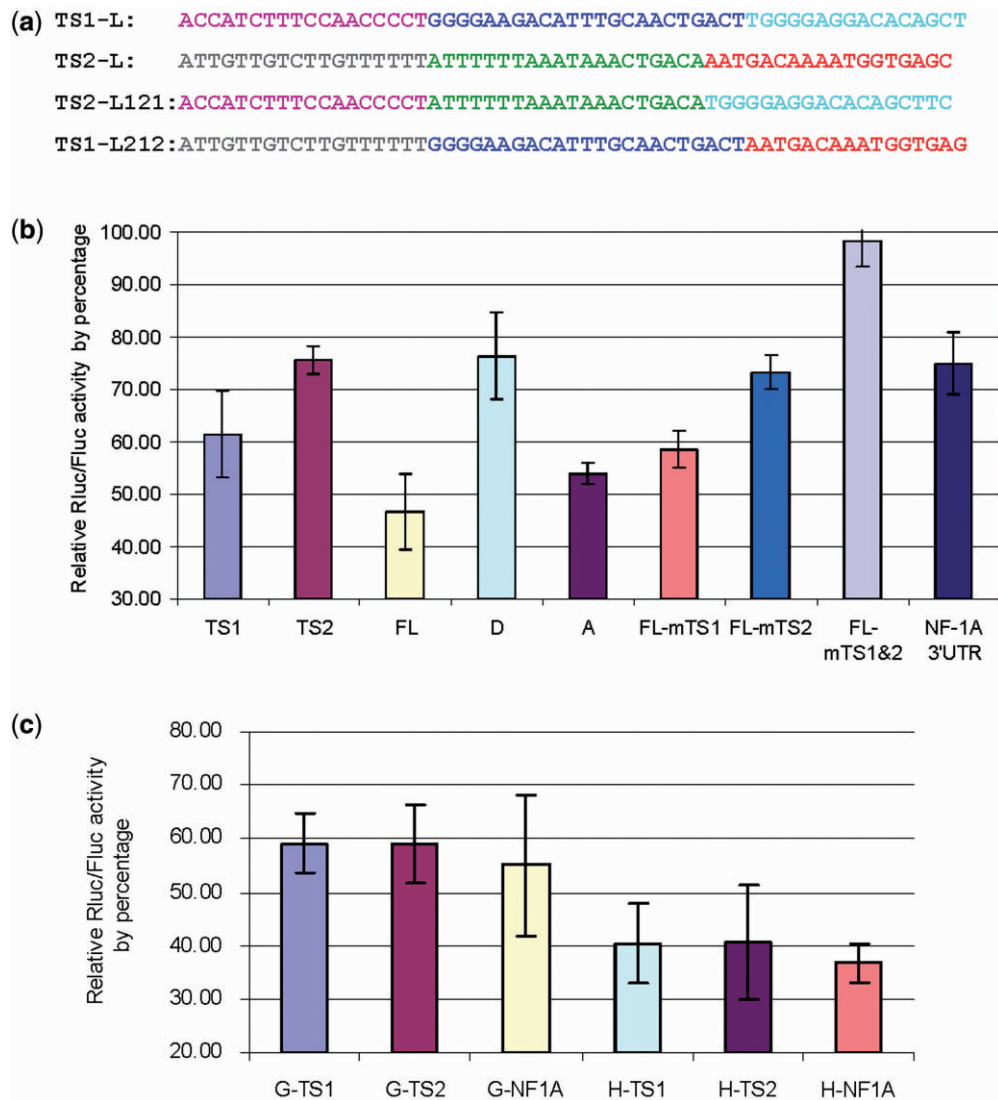 (a) TS1-L: ACCATCTTTCCAACCCCTGGGGAAGACATTTGCAACTGACTTGGGGAGGACACAGCT
TS2-L: ATTGTTGTCTTGTTTTTTATTTTTTAAATAAACTGACAAATGACAAAATGGTGAGC
TS2-L121:ACCATCTTTCCAACCCCTATTTTTTAAATAAACTGACATGGGGAGGACACAGCTTC
TS1-L212:ATTGTTGTCTTGTTTTTTGGGGAAGACATTTGCAACTGACTAATGACAAATGGTGAG
(b)
Relative Rluc/Fluc activity by percentage
100.00
90.00
80.00
70.00
60.00
50.00
40.00
30.00
TS1 TS2 FL D A FL-mTS1 FL-mTS2 FL-mTS1&2 NF-1A 3'UTR
(c)
Relative Rluc/Fluc activity
by percentage
80.00
70.00
60.00
50.00
40.00
30.00
20.00
G-TS1 G-TS2 G-NF1A H-TS1 H-TS2 H-NF1A